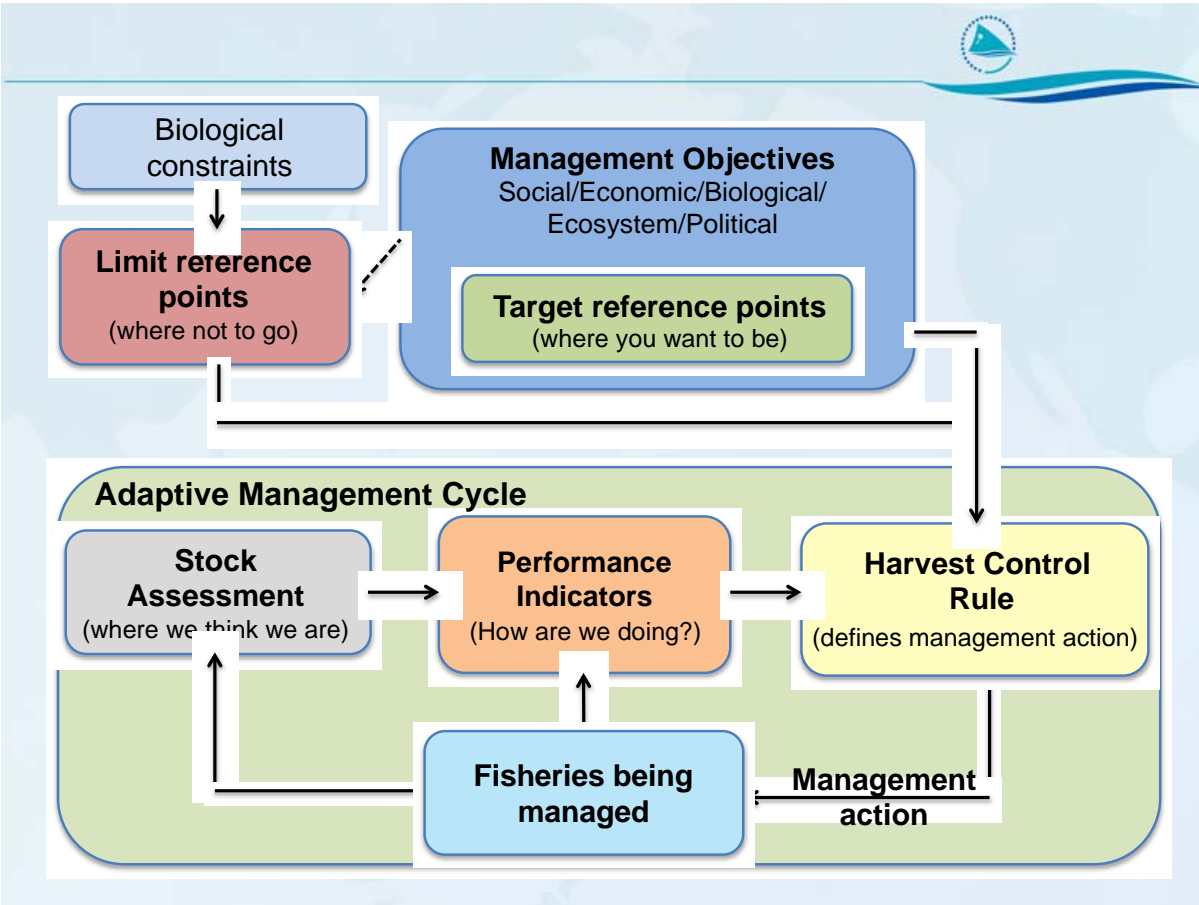 Biological
constraints
Management Objectives
Social/Economic/Biological/
Ecosystem/Political
Limit reference
points
(where not to go)
Target reference points
(where you want to be)
Adaptive Management Cycle
Stock
Assessment
(where we think we are)
Performance
Indicators
(How are we doing?)
Harvest Control
Rule
(defines management action)
Fisheries being
managed
Management
action